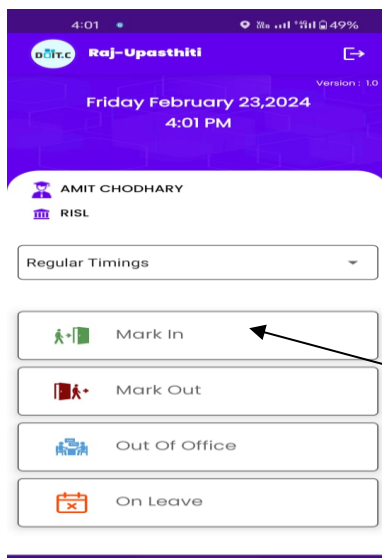 4:01 49%
DOIT.C Raj-Upasthiti
Version : 1.0
Friday February 23,2024
4:01 PM
AMIT CHODHARY
RISL
Regular Timings
Mark In
Mark Out
Out Of Office
On Leave